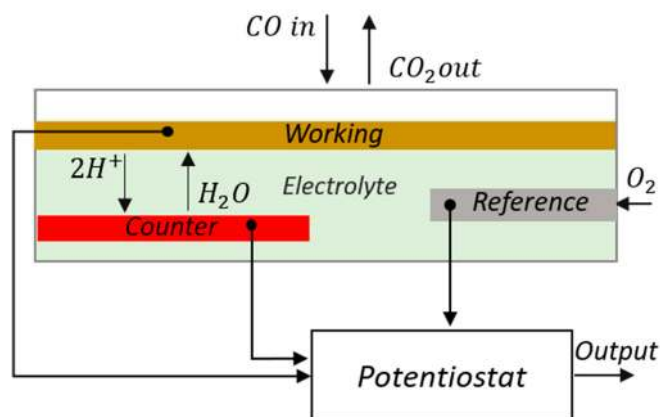 CO in
CO₂out
Working
2H⁺
H₂O
Electrolyte
O₂
Reference
Counter
Output
Potentiostat